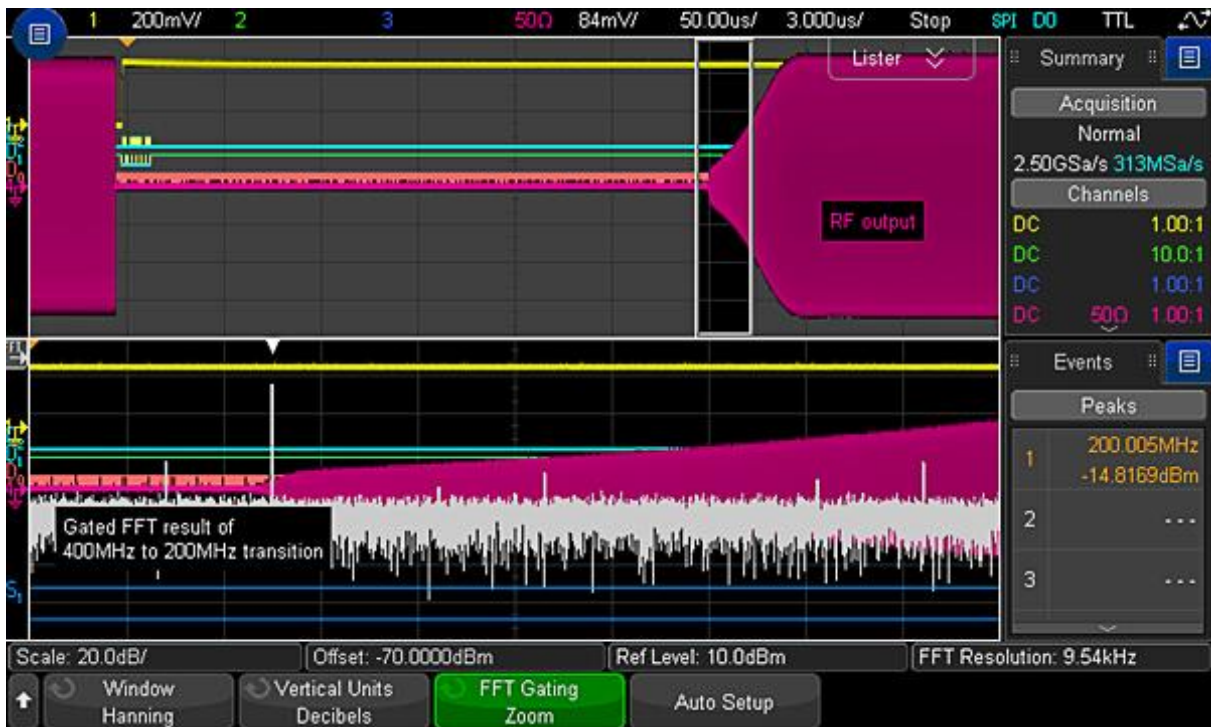 1 200mV/ 2 3 50Ω 84mV/ 50.00us/ 3.000us/ Stop SPI D0 TTL
Lister
Summary
Acquisition
Normal
2.50GSa/s 313MSa/s
Channels
DC 1.00:1
DC 10.0:1
DC 1.00:1
DC 50Ω 1.00:1
RF output
Events
Peaks
1 200.005MHz
-14.8169dBm
2 ---
3 ---
Gated FFT result of
400MHz to 200MHz transition
S1
Scale: 20.0dB/ Offset: -70.0000dBm Ref Level: 10.0dBm FFT Resolution: 9.54kHz
Window
Hanning
Vertical Units
Decibels
FFT Gating
Zoom
Auto Setup